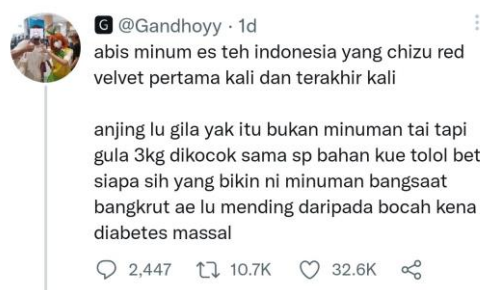 G @Gandhoyy · 1d
abis minum es teh indonesia yang chizu red
velvet pertama kali dan terakhir kali
anjing lu gila yak itu bukan minuman tai tapi
gula 3kg dikocok sama sp bahan kue tolol bet
siapa sih yang bikin ni minuman bangsaat
bangkrut ae lu mending daripada bocah kena
diabetes massal
2,447 10.7K 32.6K